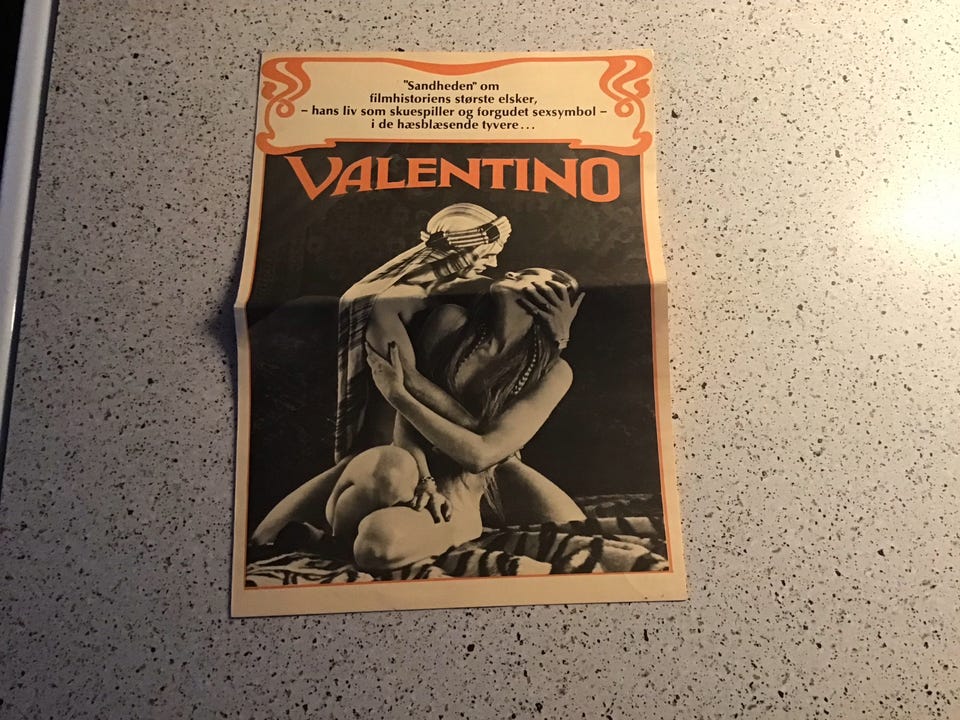 "Sandheden" om
filmhistoriens største elsker,
– hans liv som skuespiller og forgudet sexsymbol –
i de hæsblæsende tyvere...
VALENTINO